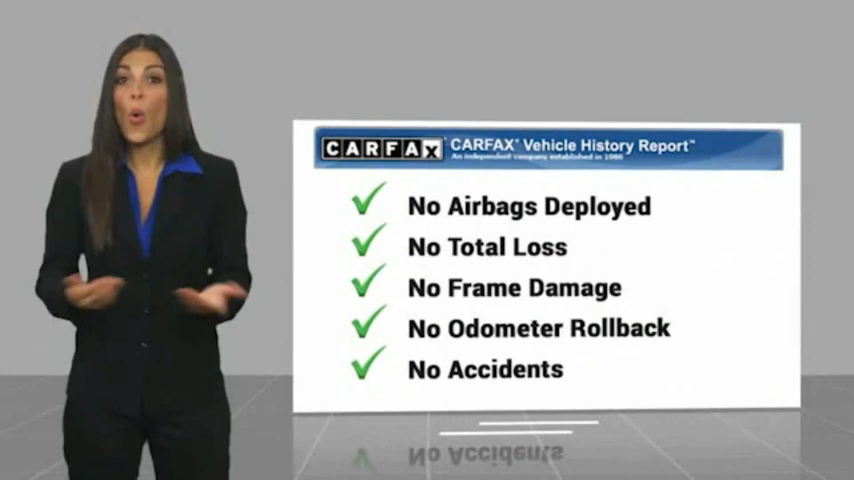 CARFAX CARFAX® Vehicle History Report™
An independent company established in 1986
No Airbags Deployed
No Total Loss
No Frame Damage
No Odometer Rollback
No Accidents
No Accidents